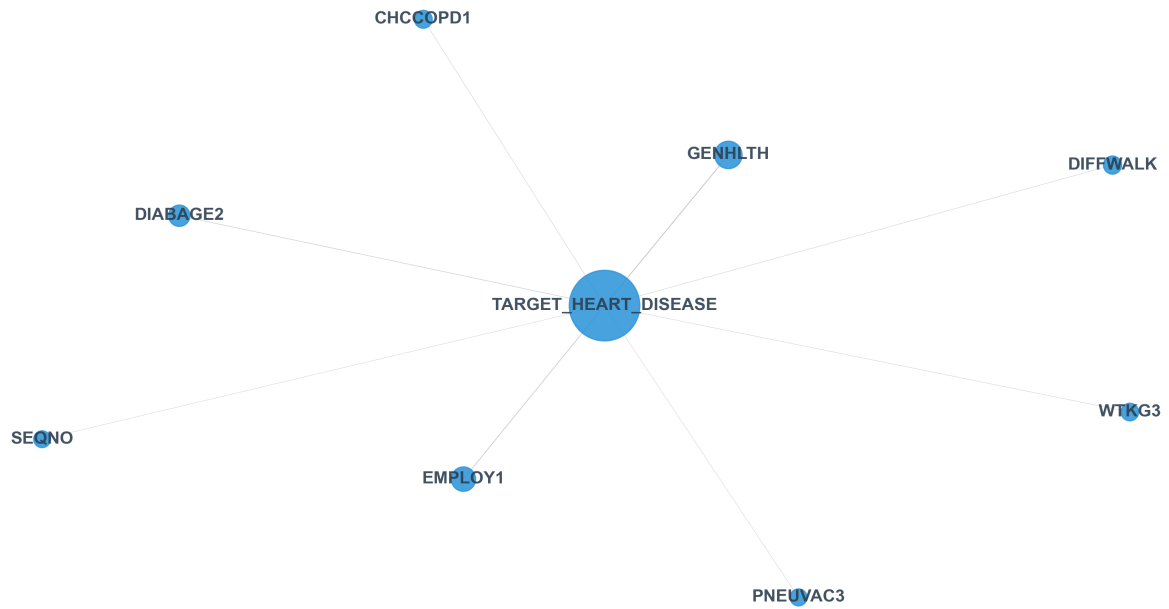 CHCCOPD1
GENHLTH
DIFFWALK
DIABAGE2
TARGET_HEART_DISEASE
WTKG3
SEQNO
EMPLOY1
PNEUVAC3